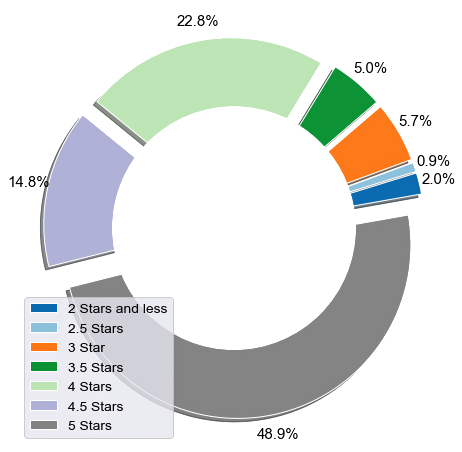 22.8%
5.0%
5.7%
0.9%
2.0%
14.8%
2 Stars and less
2.5 Stars
3 Star
3.5 Stars
4 Stars
4.5 Stars
5 Stars
48.9%